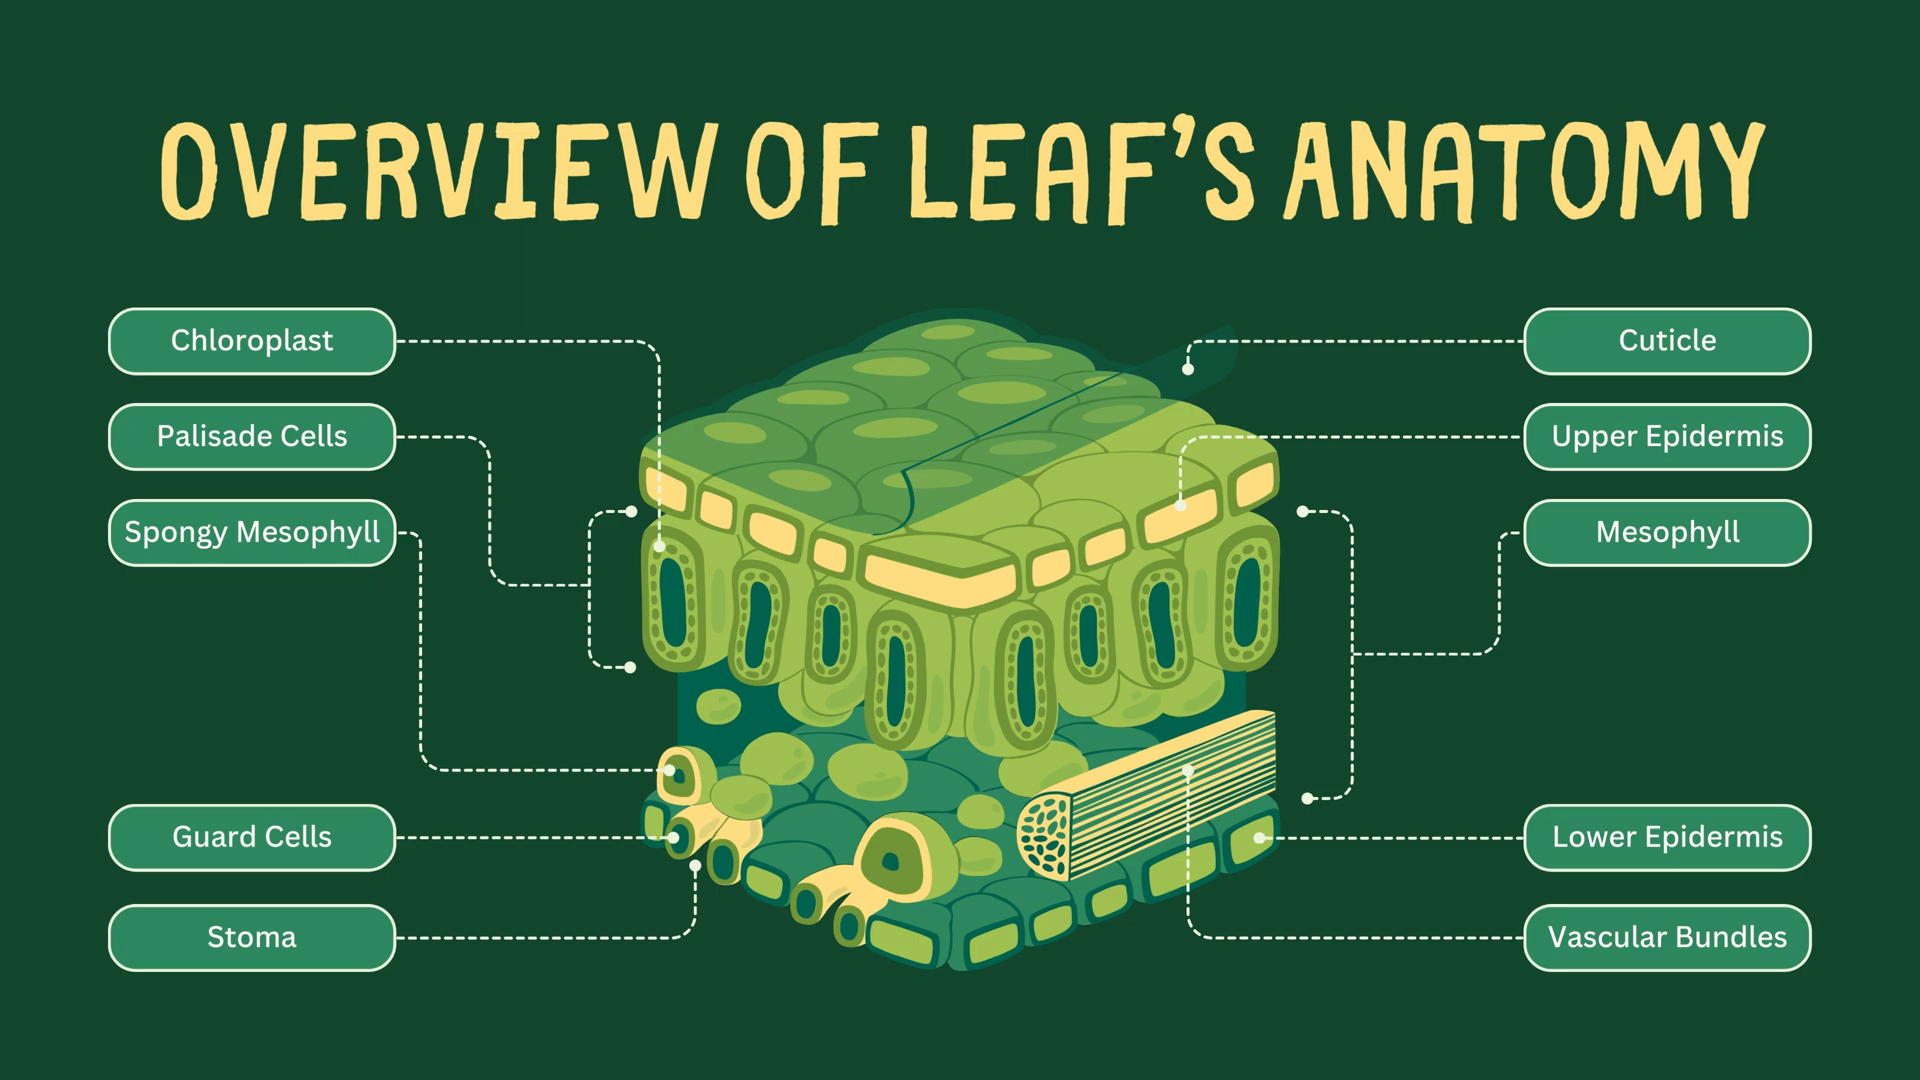 OVERVIEW OF LEAF'S ANATOMY
Chloroplast
Palisade Cells
Spongy Mesophyll
Guard Cells
Stoma
Cuticle
Upper Epidermis
Mesophyll
Lower Epidermis
Vascular Bundles